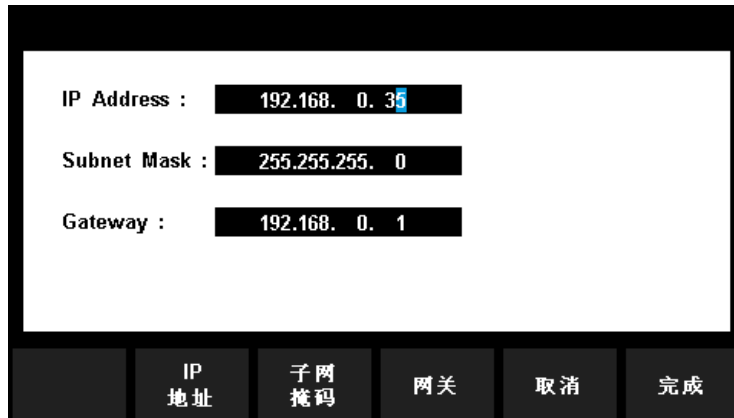 IP Address : 192.168. 0. 35
Subnet Mask : 255.255.255. 0
Gateway : 192.168. 0. 1
IP
地址
子网
掩码
网关
取消
完成